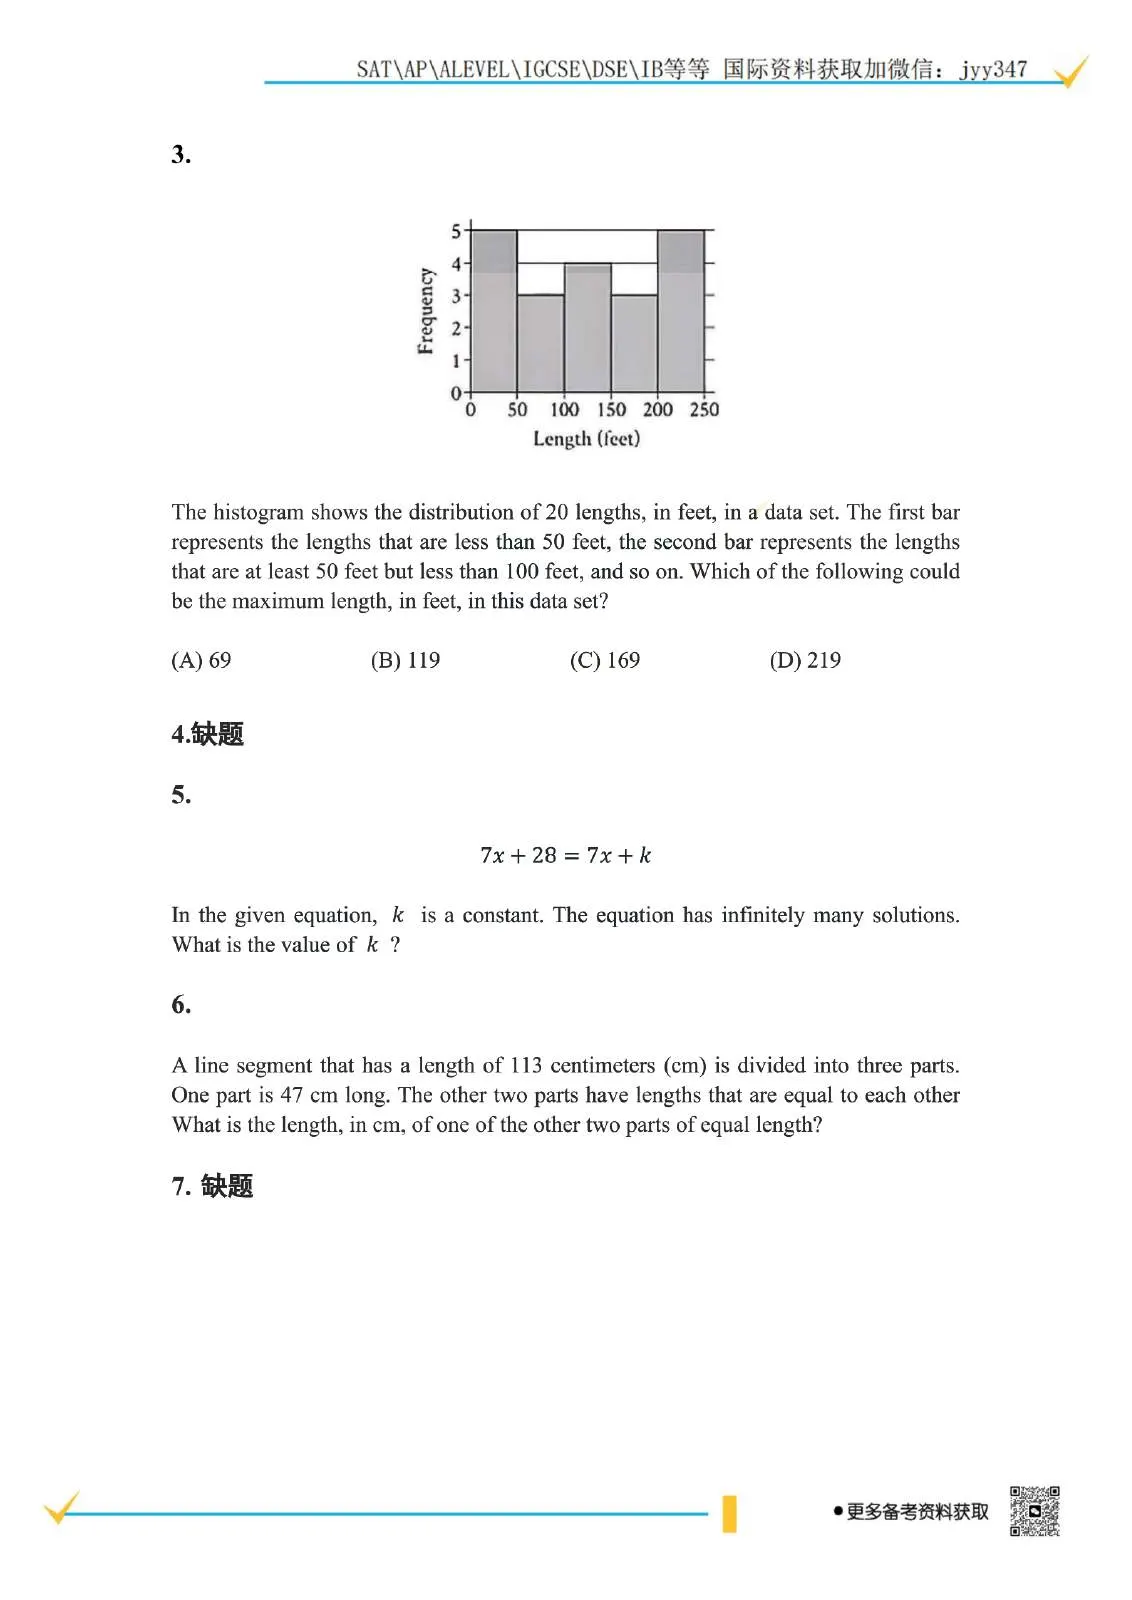 SAT\AP\ALEVEL\IGCSE\DSE\IB等等 国际资料获取加微信：jyy347
3.
5
4
3
2
1
0
Frequency
0 50 100 150 200 250
Length (feet)
The histogram shows the distribution of 20 lengths, in feet, in a data set. The first bar
represents the lengths that are less than 50 feet, the second bar represents the lengths
that are at least 50 feet but less than 100 feet, and so on. Which of the following could
be the maximum length, in feet, in this data set?
(A) 69 (B) 119 (C) 169 (D) 219
4.缺题
5.
7x + 28 = 7x + k
In the given equation, k is a constant. The equation has infinitely many solutions.
What is the value of k ?
6.
A line segment that has a length of 113 centimeters (cm) is divided into three parts.
One part is 47 cm long. The other two parts have lengths that are equal to each other
What is the length, in cm, of one of the other two parts of equal length?
7. 缺题
●更多备考资料获取